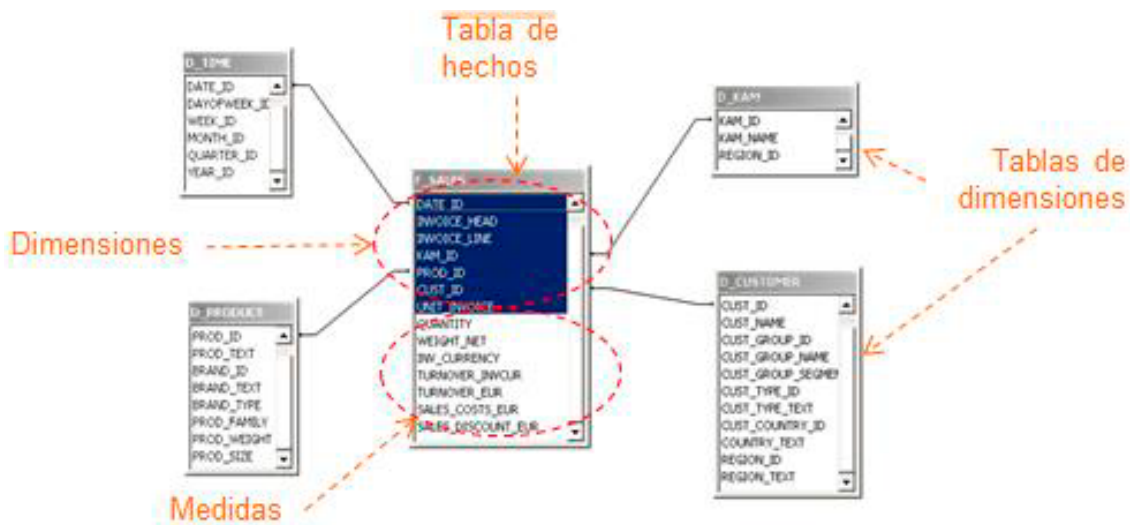 Tabla de
hechos
D_TIME
DATE_ID
DAYOFWEEK_ID
WEEK_ID
MONTH_ID
QUARTER_ID
YEAR_ID
D_KAM
KAM_ID
KAM_NAME
REGION_ID
Tablas de
dimensiones
F_SALES
DATE_ID
INVOICE_HEAD
INVOICE_LINE
KAM_ID
PROD_ID
CUST_ID
UNIT_INVOICE
QUANTITY
WEIGHT_NET
INV_CURRENCY
TURNOVER_INVCUR
TURNOVER_EUR
SALES_COSTS_EUR
SALES_DISCOUNT_EUR
Dimensiones
D_PRODUCT
PROD_ID
PROD_TEXT
BRAND_ID
BRAND_TEXT
BRAND_TYPE
PROD_FAMILY
PROD_WEIGHT
PROD_SIZE
D_CUSTOMER
CUST_ID
CUST_NAME
CUST_GROUP_ID
CUST_GROUP_NAME
CUST_GROUP_SEGMEN
CUST_TYPE_ID
CUST_TYPE_TEXT
CUST_COUNTRY_ID
COUNTRY_TEXT
REGION_ID
REGION_TEXT
Medidas